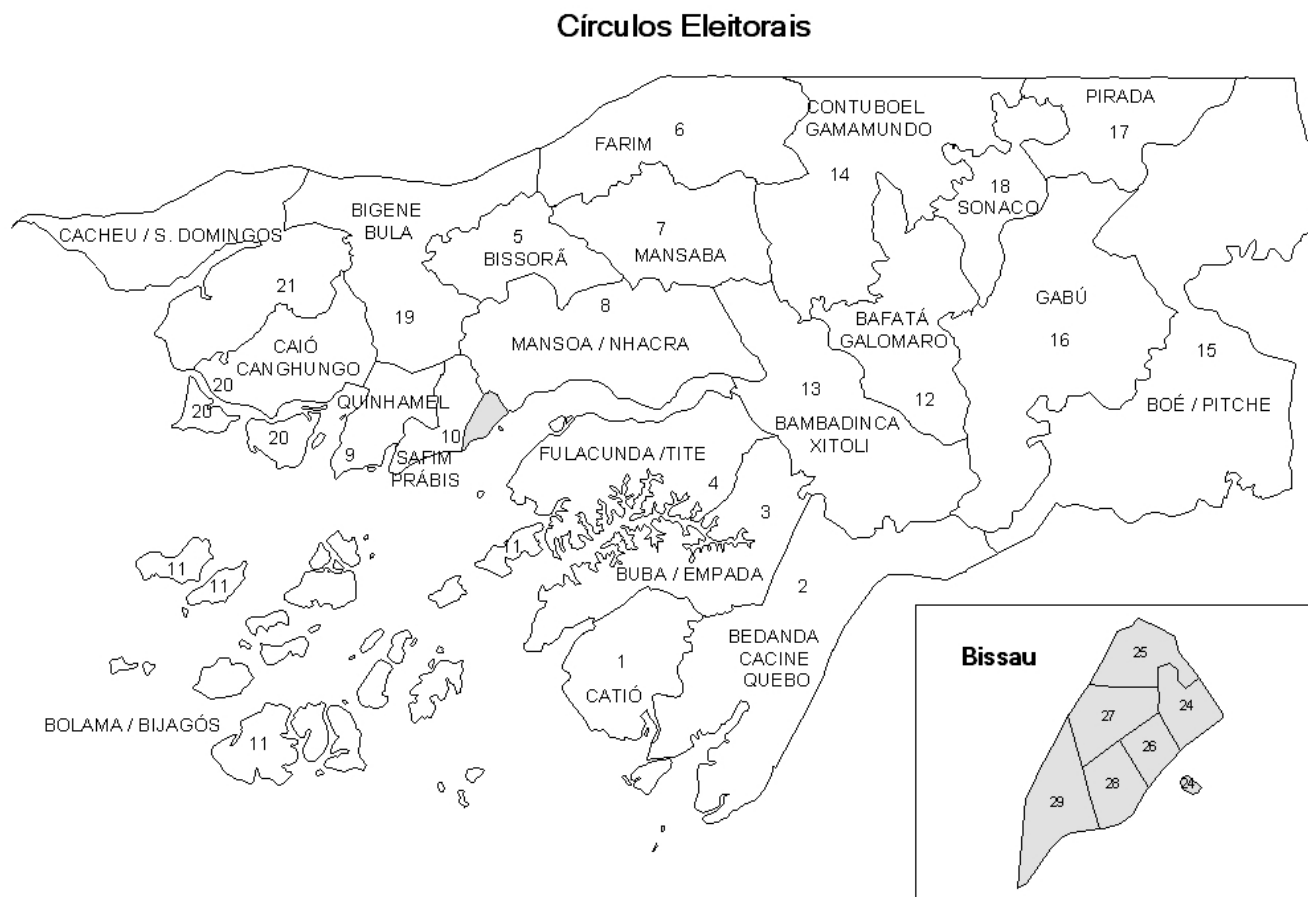 Círculos Eleitorais
CONTUBOEL
GAMAMUNDO
14
PIRADA
17
FARIM
6
18
SONACO
CACHEU / S. DOMINGOS
21
BIGENE
BULA
19
5
BISSORÃ
7
MANSABA
8
MANSOA / NHACRA
GABÚ
16
15
BOÉ / PITCHE
BAFATÁ
GALOMARO
12
13
BAMBADINCA
XITOLI
CAIÓ
CANGHUNGO
20
20
20
QUINHAMEL
9
10
SAFIM
PRÁBIS
FULACUNDA /TITE
4
3
BUBA / EMPADA
2
BEDANDA
CACINE
QUEBO
1
CATIÓ
11
11
11
BOLAMA / BIJAGÓS
11
Bissau
25
24
27
26
28
29
24